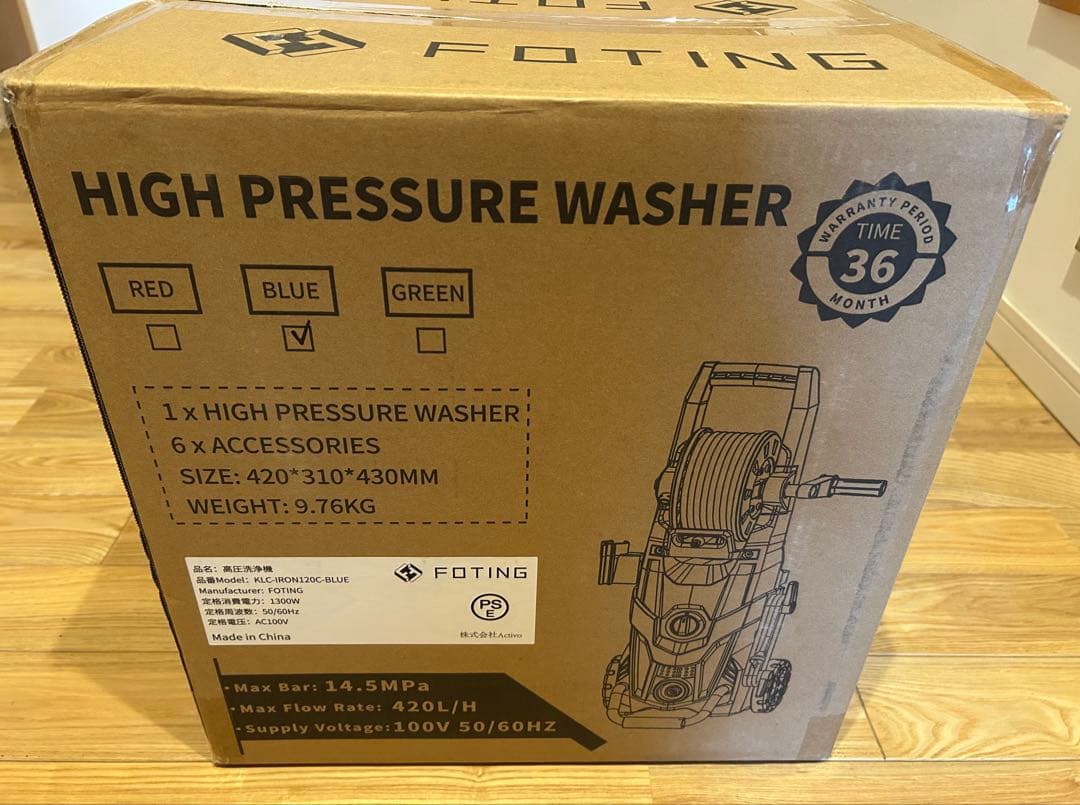 FOTING
FOTING
HIGH PRESSURE WASHER
WARRANTY PERIOD
TIME
36
MONTH
RED
BLUE
GREEN
1 x HIGH PRESSURE WASHER
6 x ACCESSORIES
SIZE: 420*310*430MM
WEIGHT: 9.76KG
品名: 高圧洗浄機
品番Model: KLC-IRON120C-BLUE
Manufacturer: FOTING
定格消費電力: 1300W
定格周波数: 50/60Hz
定格電圧: AC100V
Made in China
FOTING
PS
E
株式会社Activo
・Max Bar: 14.5MPa
・Max Flow Rate: 420L/H
・Supply Voltage:100V 50/60HZ